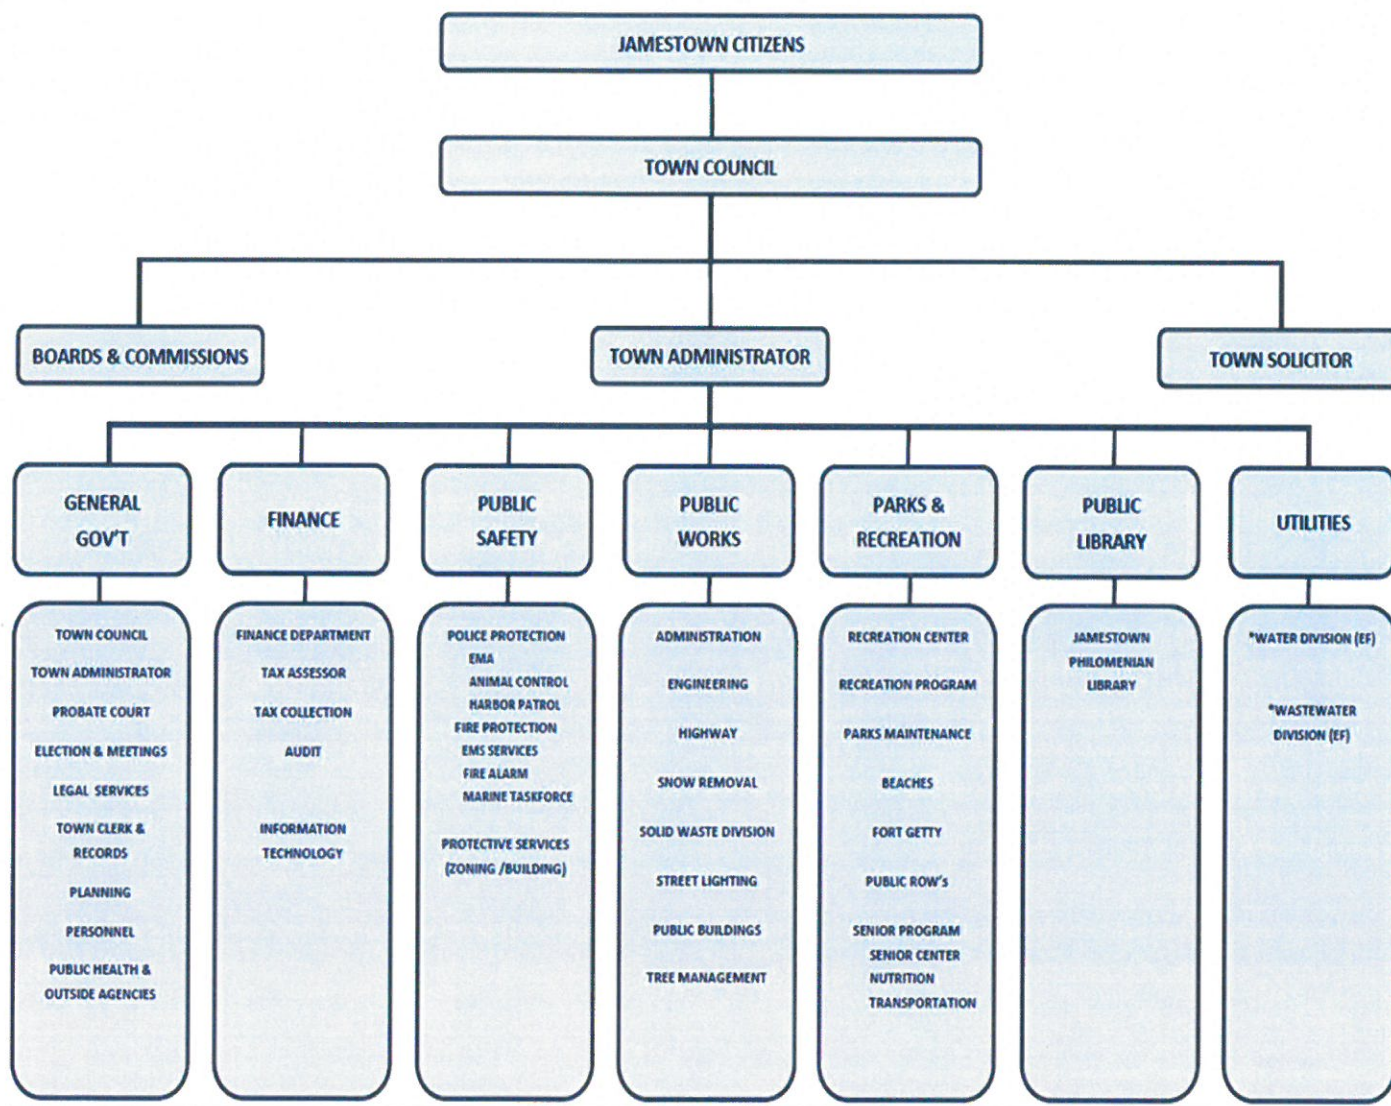 JAMESTOWN CITIZENS
TOWN COUNCIL
BOARDS & COMMISSIONS
TOWN ADMINISTRATOR
TOWN SOLICITOR
GENERAL
GOV'T
FINANCE
PUBLIC
SAFETY
PUBLIC
WORKS
PARKS &
RECREATION
PUBLIC
LIBRARY
UTILITIES
TOWN COUNCIL
TOWN ADMINISTRATOR
PROBATE COURT
ELECTION & MEETINGS
LEGAL SERVICES
TOWN CLERK &
RECORDS
PLANNING
PERSONNEL
PUBLIC HEALTH &
OUTSIDE AGENCIES
FINANCE DEPARTMENT
TAX ASSESSOR
TAX COLLECTION
AUDIT
INFORMATION
TECHNOLOGY
POLICE PROTECTION
EMA
ANIMAL CONTROL
HARBOR PATROL
FIRE PROTECTION
EMS SERVICES
FIRE ALARM
MARINE TASKFORCE
PROTECTIVE SERVICES
(ZONING /BUILDING)
ADMINISTRATION
ENGINEERING
HIGHWAY
SNOW REMOVAL
SOLID WASTE DIVISION
STREET LIGHTING
PUBLIC BUILDINGS
TREE MANAGEMENT
RECREATION CENTER
RECREATION PROGRAM
PARKS MAINTENANCE
BEACHES
FORT GETTY
PUBLIC ROW's
SENIOR PROGRAM
SENIOR CENTER
NUTRITION
TRANSPORTATION
JAMESTOWN
PHILOMENIAN
LIBRARY
*WATER DIVISION (EF)
*WASTEWATER
DIVISION (EF)